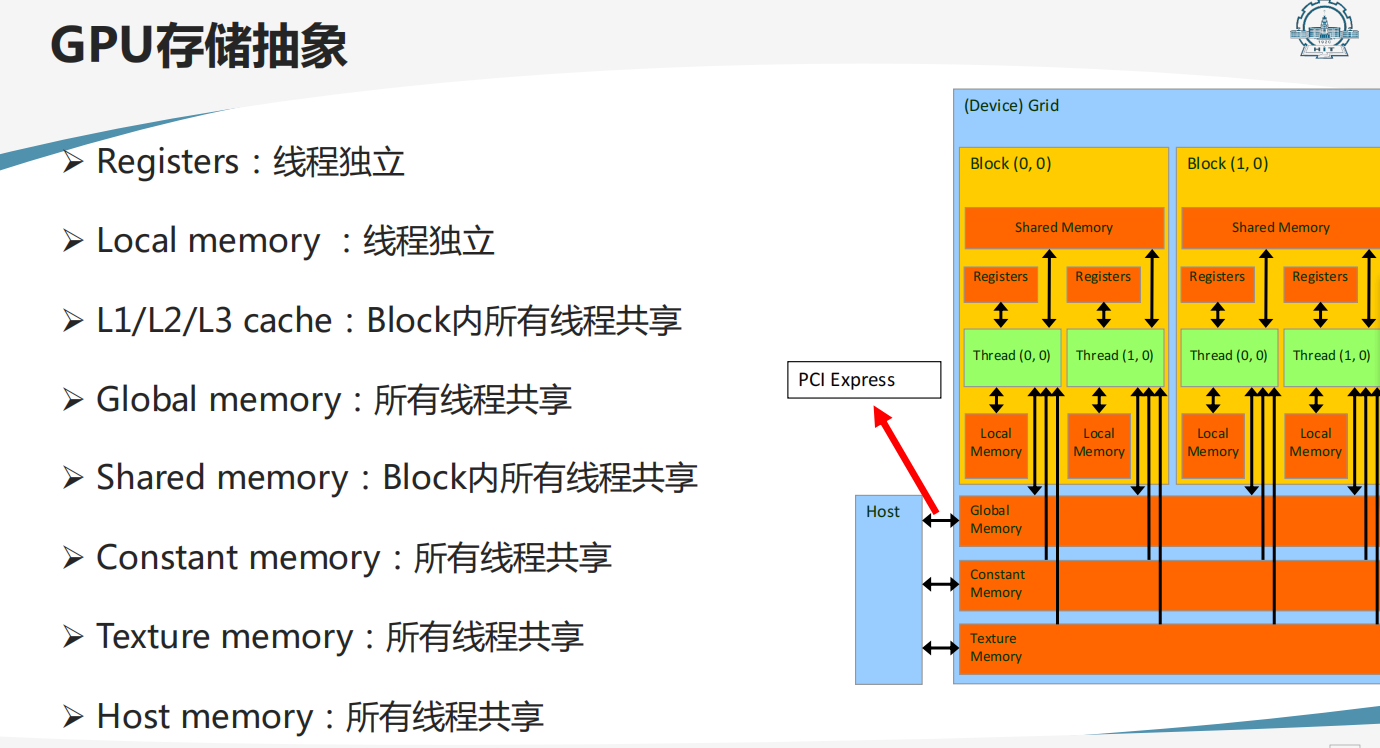 GPU存储抽象
➢ Registers：线程独立
➢ Local memory ：线程独立
➢ L1/L2/L3 cache：Block内所有线程共享
➢ Global memory：所有线程共享
➢ Shared memory：Block内所有线程共享
➢ Constant memory：所有线程共享
➢ Texture memory：所有线程共享
➢ Host memory：所有线程共享
PCI Express
Host
(Device) Grid
Block (0, 0)
Shared Memory
Registers
Registers
Thread (0, 0)
Thread (1, 0)
Local
Memory
Local
Memory
Block (1, 0)
Shared Memory
Registers
Registers
Thread (0, 0)
Thread (1, 0)
Local
Memory
Local
Memory
Global
Memory
Constant
Memory
Texture
Memory
1920
HIT